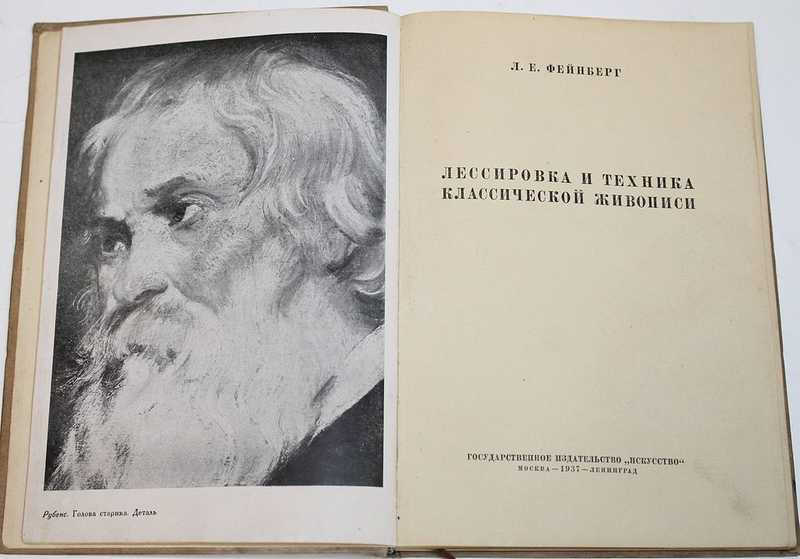 Рубенс. Голова старика. Деталь
Л. Е. ФЕЙНБЕРГ
ЛЕССИРОВКА И ТЕХНИКА
КЛАССИЧЕСКОЙ ЖИВОПИСИ
ГОСУДАРСТВЕННОЕ ИЗДАТЕЛЬСТВО „ИСКУССТВО“
МОСКВА—1937—ЛЕНИНГРАД